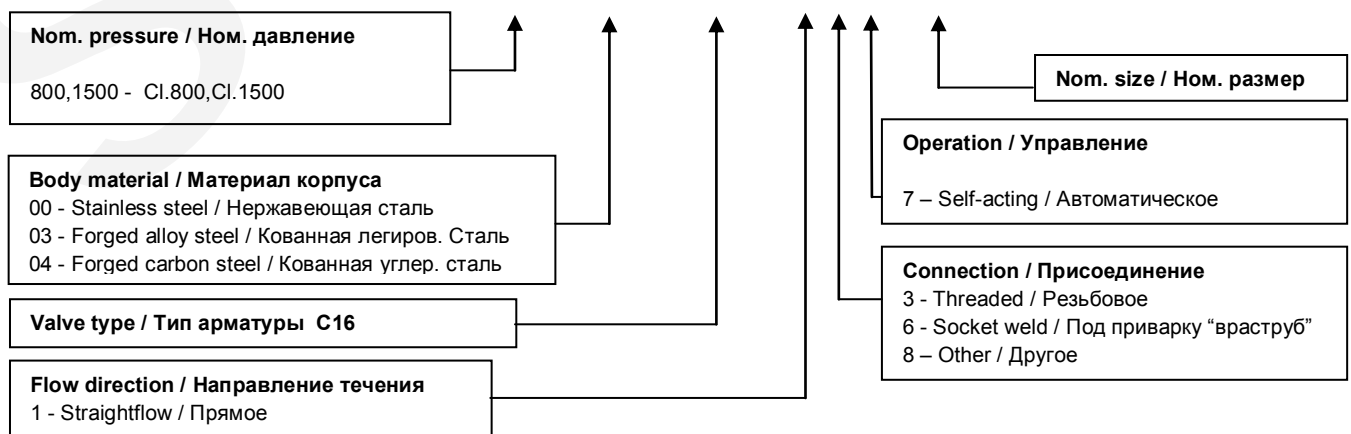 Nom. pressure / Ном. давление
800,1500 - Cl.800,Cl.1500
Body material / Материал корпуса
00 - Stainless steel / Нержавеющая сталь
03 - Forged alloy steel / Кованная легиров. Сталь
04 - Forged carbon steel / Кованная углер. сталь
Valve type / Тип арматуры C16
Flow direction / Направление течения
1 - Straightflow / Прямое
Nom. size / Ном. размер
Operation / Управление
7 – Self-acting / Автоматическое
Connection / Присоединение
3 - Threaded / Резьбовое
6 - Socket weld / Под приварку “враструб”
8 – Other / Другое